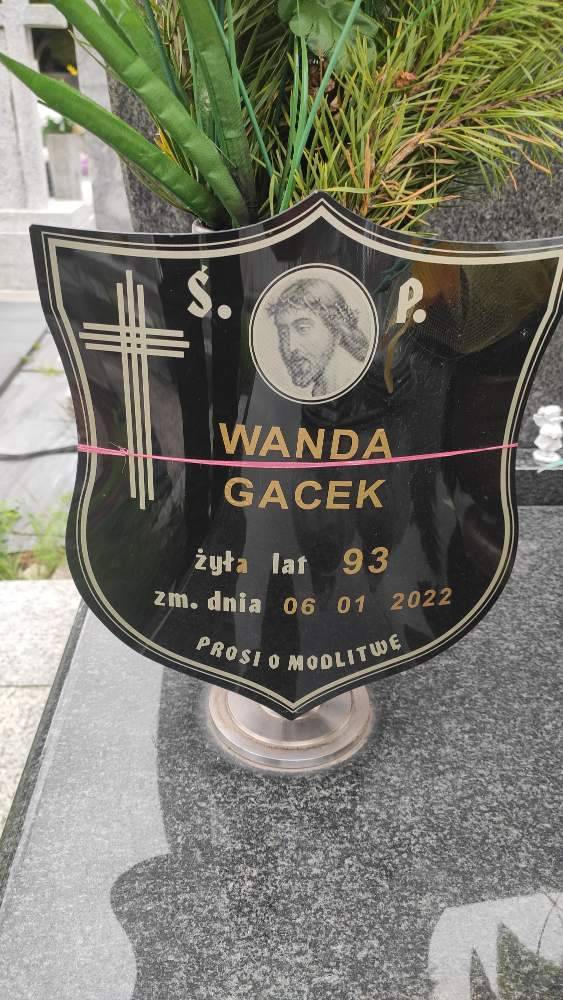 Ś. P.
WANDA
GACEK
żyła lat 93
zm. dnia 06 01 2022
PROSI O MODLITWĘ